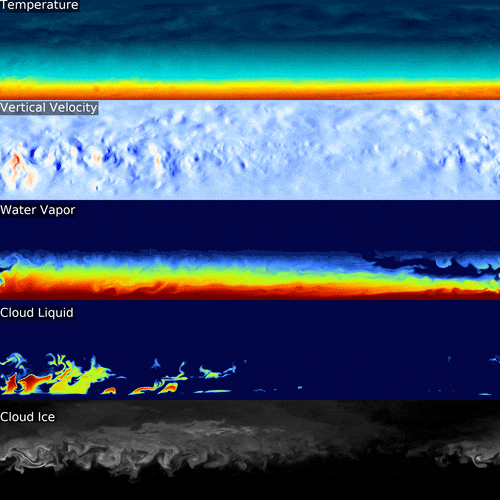 Temperature
Vertical Velocity
Water Vapor
Cloud Liquid
Cloud Ice